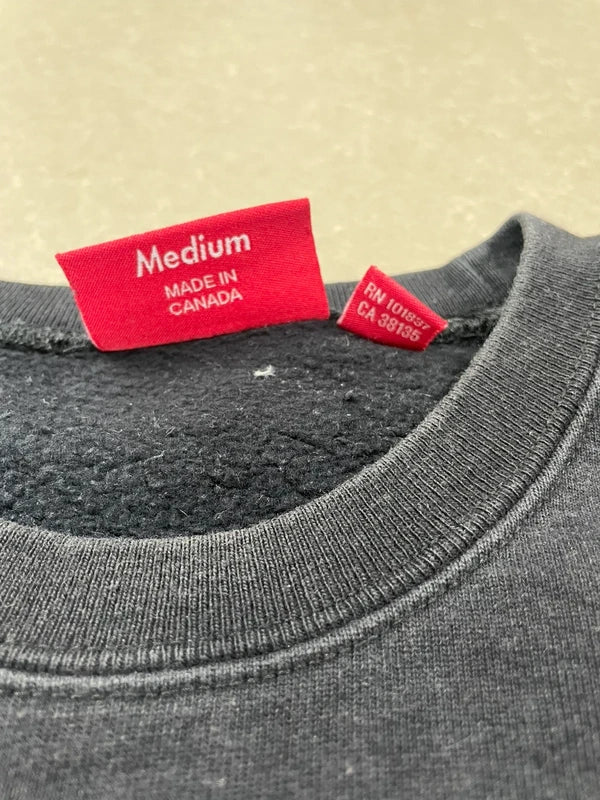 Medium
MADE IN
CANADA
RN 101837
CA 38135